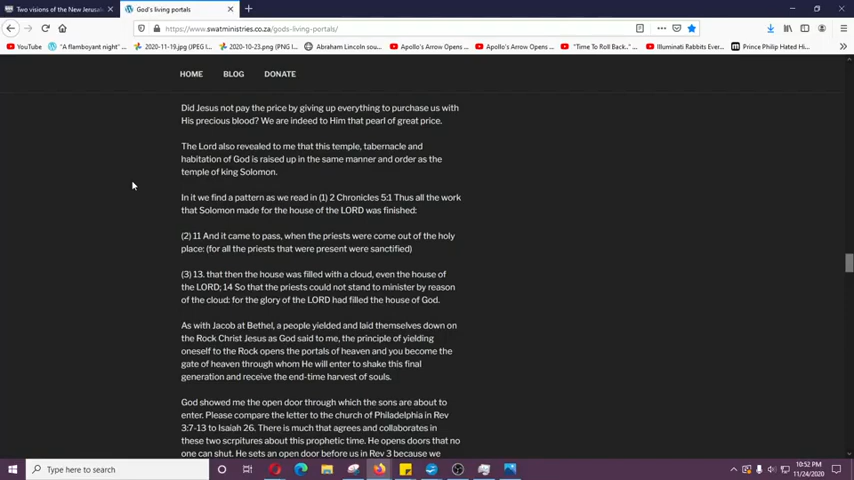 Two visions of the New Jerusale
God's living portals
https://www.swatministries.co.za/gods-living-portals/
YouTube
"A flamboyant night" ...
2020-11-19.jpg (JPEG I...
2020-10-23.png (PNG I...
Abraham Lincoln sou...
Apollo's Arrow Opens ...
Apollo's Arrow Opens ...
"Time To Roll Back."...
Illuminati Rabbits Ever...
Prince Philip Hated Hi...
HOME BLOG DONATE
Did Jesus not pay the price by giving up everything to purchase us with
His precious blood? We are indeed to Him that pearl of great price.
The Lord also revealed to me that this temple, tabernacle and
habitation of God is raised up in the same manner and order as the
temple of king Solomon.
In it we find a pattern as we read in (1) 2 Chronicles 5:1 Thus all the work
that Solomon made for the house of the LORD was finished:
(2) 11 And it came to pass, when the priests were come out of the holy
place: (for all the priests that were present were sanctified)
(3) 13. that then the house was filled with a cloud, even the house of
the LORD; 14 So that the priests could not stand to minister by reason
of the cloud: for the glory of the LORD had filled the house of God.
As with Jacob at Bethel, a people yielded and laid themselves down on
the Rock Christ Jesus as God said to me, the principle of yielding
oneself to the Rock opens the portals of heaven and you become the
gate of heaven through whom He will enter to shake this final
generation and receive the end-time harvest of souls.
God showed me the open door through which the sons are about to
enter. Please compare the letter to the church of Philadelphia in Rev
3:7-13 to Isaiah 26. There is much that agrees and collaborates in
these two scrpitures about this prophetic time. He opens doors that no
one can shut. He sets an open door before us in Rev 3 because we
Type here to search
10:52 PM
11/24/2020